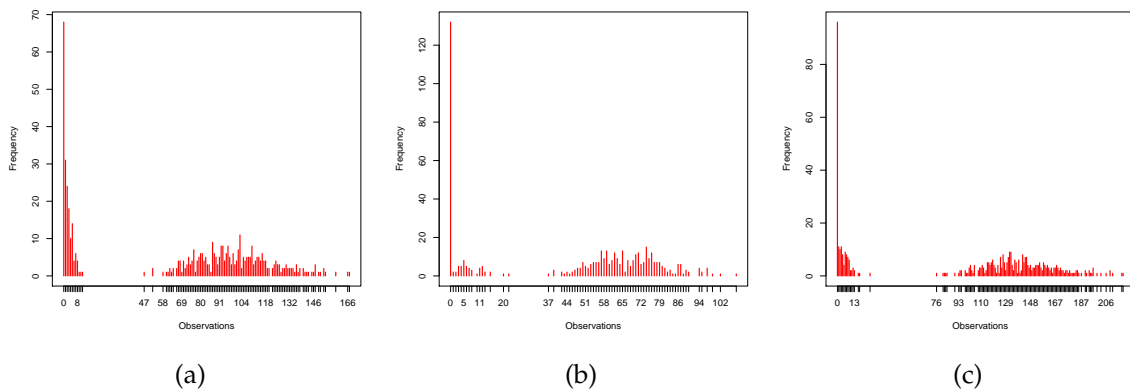 Frequency
0 10 20 30 40 50 60 70
0 8 47 58 69 80 91 104 118 132 146 166
Observations
(a)
Frequency
0 20 40 60 80 100 120
0 5 11 20 37 44 51 58 65 72 79 86 94 102
Observations
(b)
Frequency
0 20 40 60 80
0 13 76 93 110 129 148 167 187 206
Observations
(c)